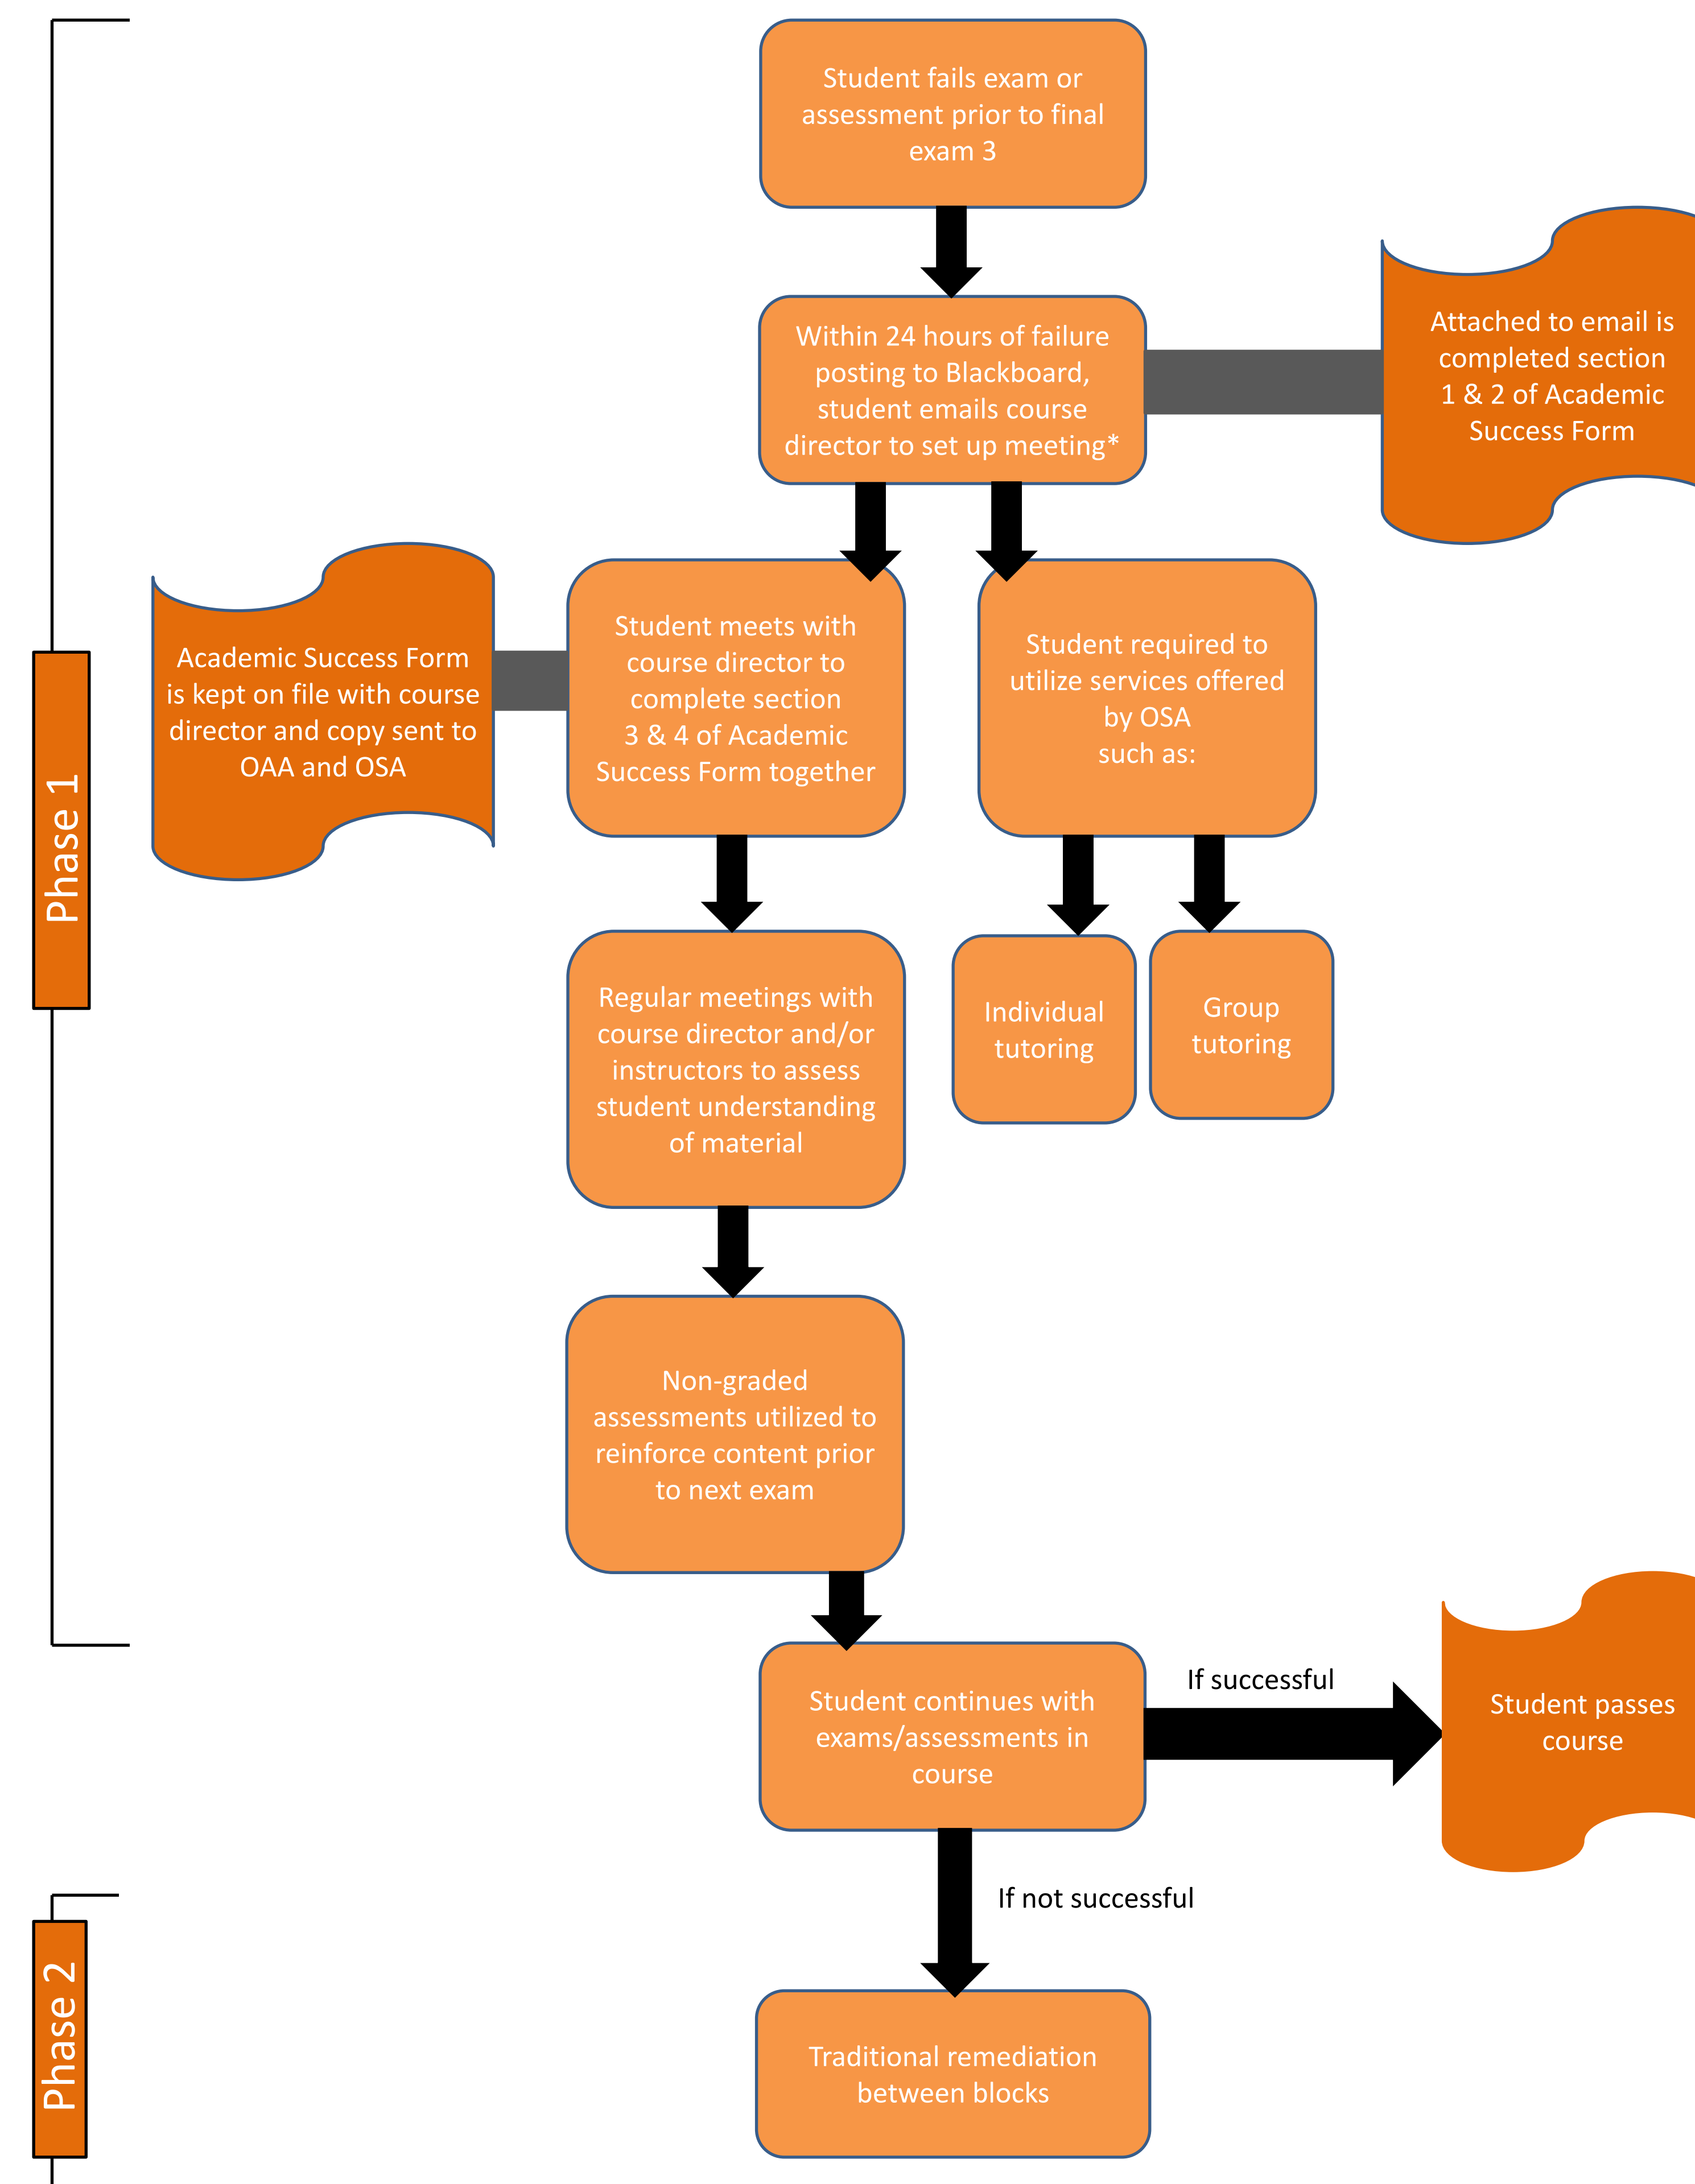 Student fails exam or
assessment prior to final
exam 3
Within 24 hours of failure
posting to Blackboard,
student emails course
director to set up meeting*
Attached to email is
completed section
1 & 2 of Academic
Success Form
Academic Success Form
is kept on file with course
director and copy sent to
OAA and OSA
Student meets with
course director to
complete section
3 & 4 of Academic
Success Form together
Student required to
utilize services offered
by OSA
such as:
Phase 1
Regular meetings with
course director and/or
instructors to assess
student understanding
of material
Individual
tutoring
Group
tutoring
Non-graded
assessments utilized to
reinforce content prior
to next exam
Student continues with
exams/assessments in
course
If successful
Student passes
course
If not successful
Phase 2
Traditional remediation
between blocks